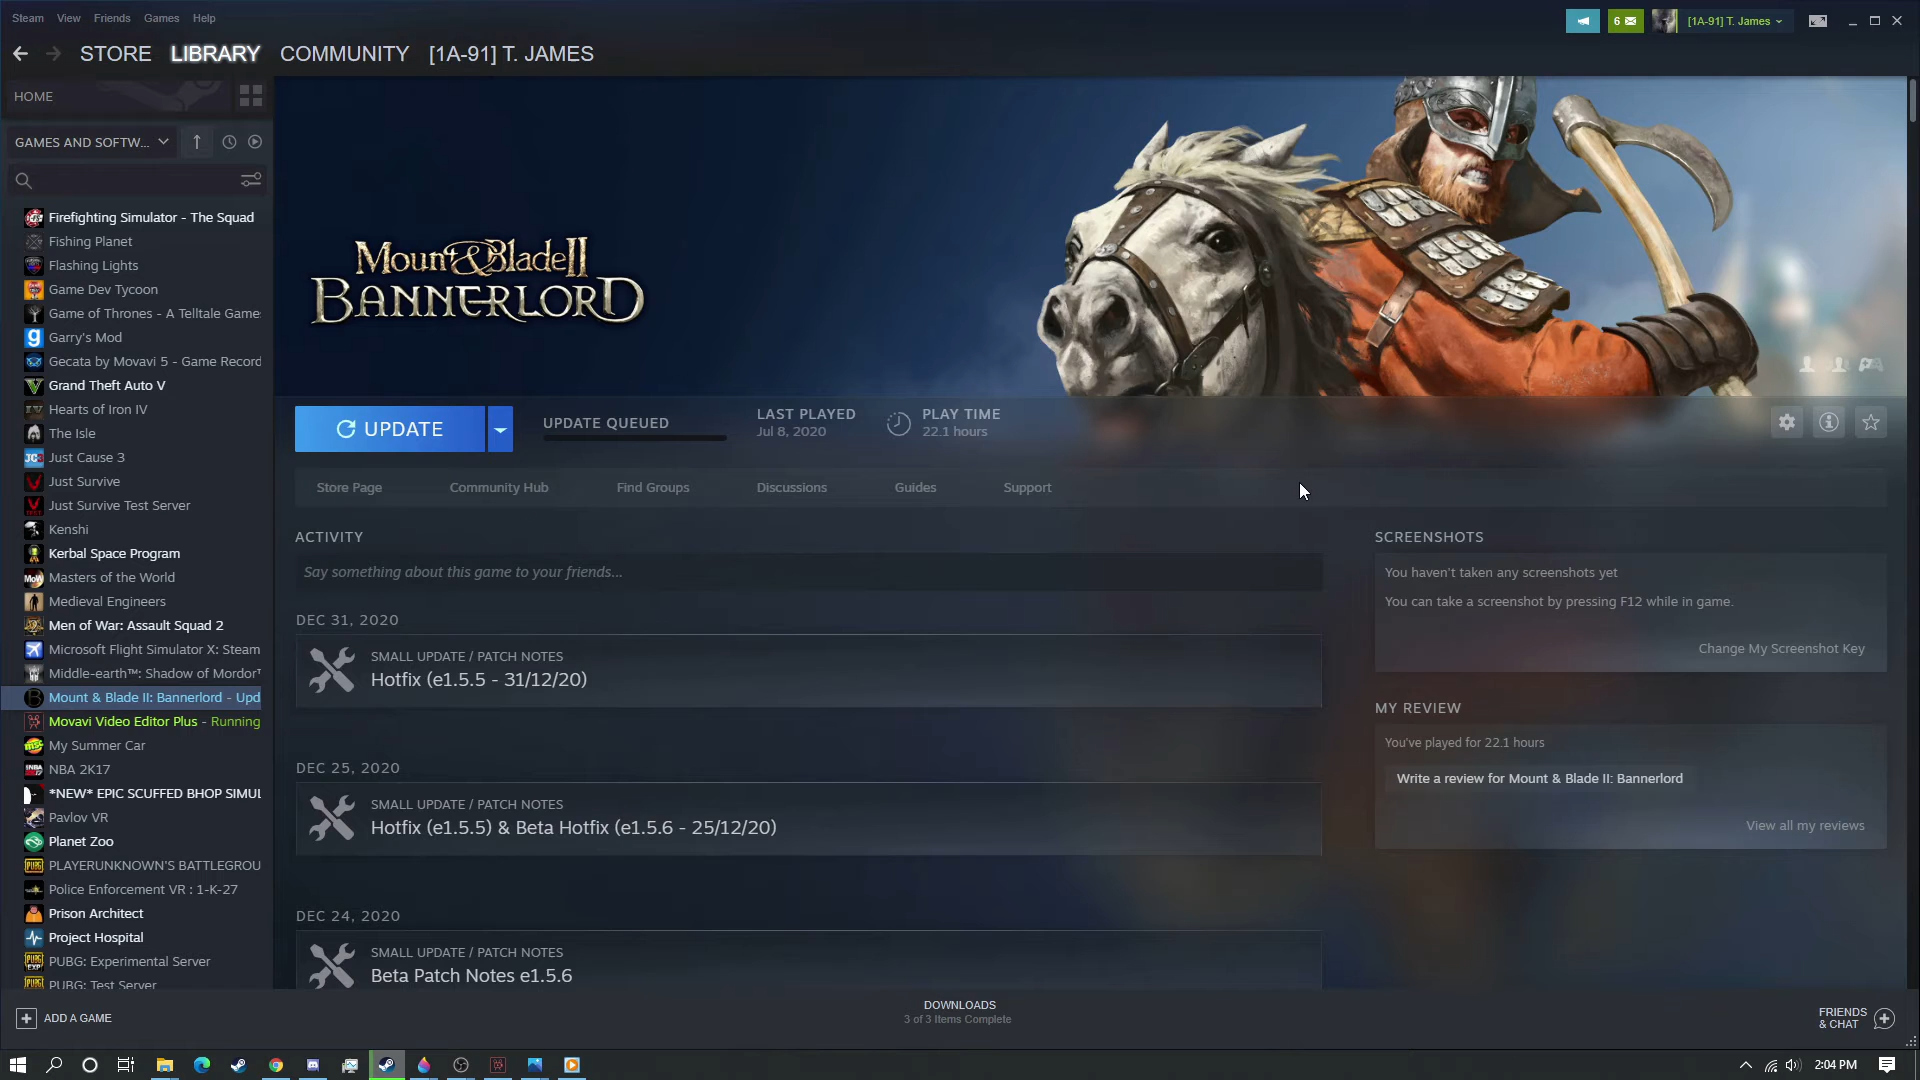 Steam View Friends Games Help
6 [1A-91] T. James
STORE LIBRARY COMMUNITY [1A-91] T. JAMES
HOME
GAMES AND SOFTW...
Firefighting Simulator - The Squad
Fishing Planet
Flashing Lights
Game Dev Tycoon
Game of Thrones - A Telltale Game
Garry's Mod
Gecata by Movavi 5 - Game Record
Grand Theft Auto V
Hearts of Iron IV
The Isle
Just Cause 3
Just Survive
Just Survive Test Server
Kenshi
Kerbal Space Program
Masters of the World
Medieval Engineers
Men of War: Assault Squad 2
Microsoft Flight Simulator X: Steam
Middle-earth™: Shadow of Mordor™
Mount & Blade II: Bannerlord - Upd
Movavi Video Editor Plus - Running
My Summer Car
NBA 2K17
*NEW* EPIC SCUFFED BHOP SIMUL
Pavlov VR
Planet Zoo
PLAYERUNKNOWN'S BATTLEGROU
Police Enforcement VR : 1-K-27
Prison Architect
Project Hospital
PUBG: Experimental Server
PUBG: Test Server
ADD A GAME
Mount & Blade II
BANNERLORD
UPDATE
UPDATE QUEUED
LAST PLAYED
Jul 8, 2020
PLAY TIME
22.1 hours
Store Page Community Hub Find Groups Discussions Guides Support
ACTIVITY
Say something about this game to your friends...
DEC 31, 2020
SMALL UPDATE / PATCH NOTES
Hotfix (e1.5.5 - 31/12/20)
DEC 25, 2020
SMALL UPDATE / PATCH NOTES
Hotfix (e1.5.5) & Beta Hotfix (e1.5.6 - 25/12/20)
DEC 24, 2020
SMALL UPDATE / PATCH NOTES
Beta Patch Notes e1.5.6
SCREENSHOTS
You haven't taken any screenshots yet
You can take a screenshot by pressing F12 while in game.
Change My Screenshot Key
MY REVIEW
You've played for 22.1 hours
Write a review for Mount & Blade II: Bannerlord
View all my reviews
DOWNLOADS
3 of 3 Items Complete
FRIENDS
& CHAT
2:04 PM